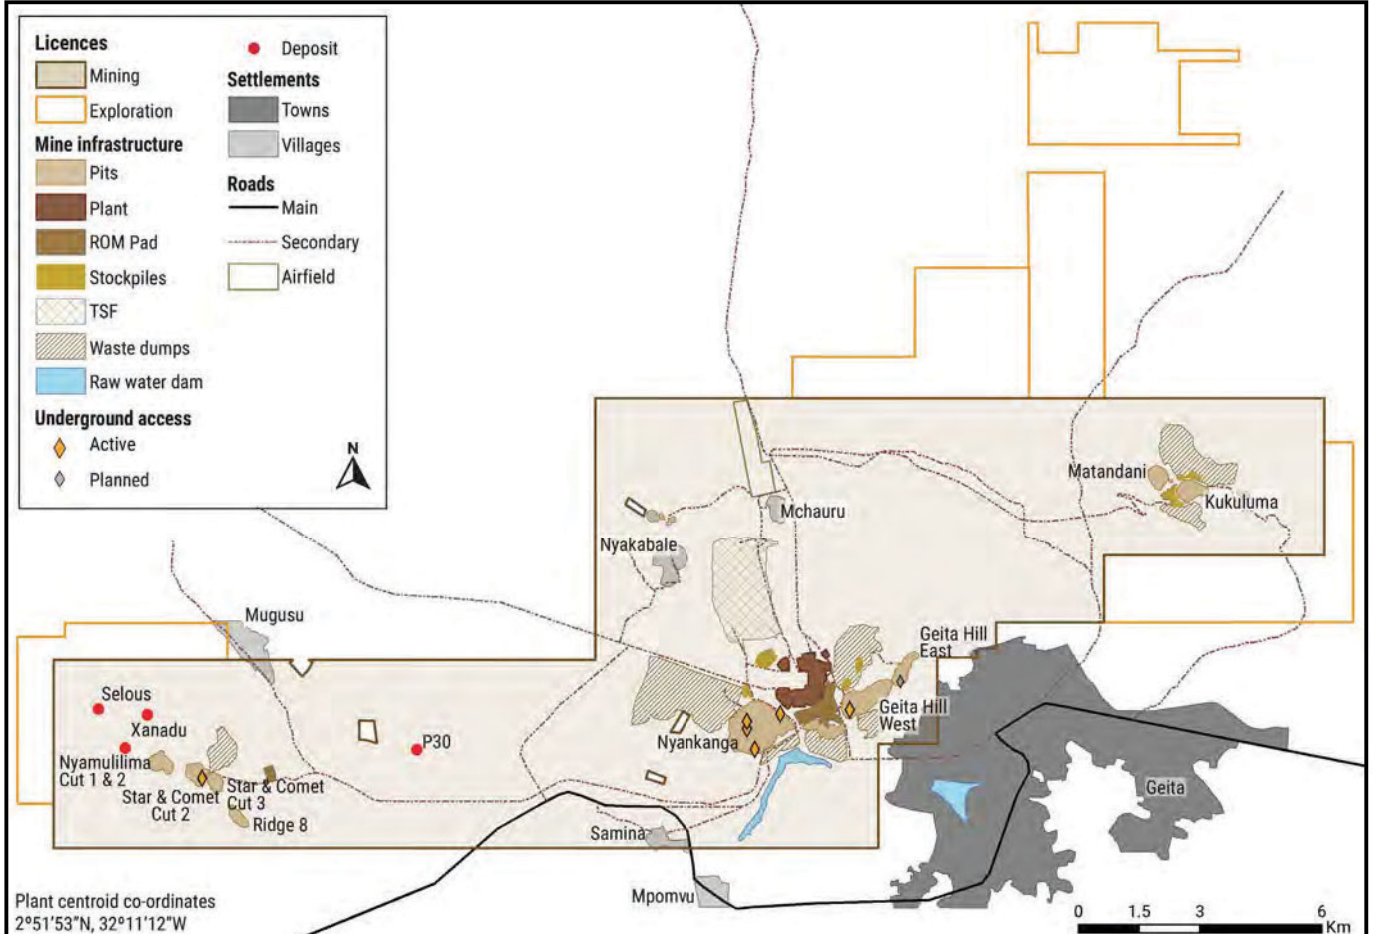 Licences
Mining
Exploration
Mine infrastructure
Pits
Plant
ROM Pad
Stockpiles
TSF
Waste dumps
Raw water dam
Underground access
Active
Planned
Deposit
Settlements
Towns
Villages
Roads
Main
Secondary
Airfield
N
Matandani
Kukuluma
Mchauru
Nyakabale
Mugusu
Geita Hill
East
Selous
Xanadu
Geita Hill
West
P30
Nyankanga
Nyamulilima
Cut 1 & 2
Star & Comet
Cut 2
Star & Comet
Cut 3
Ridge 8
Geita
Samina
Mpomvu
Plant centroid co-ordinates
2°51'53"N, 32°11'12"W
0 1.5 3 6
Km